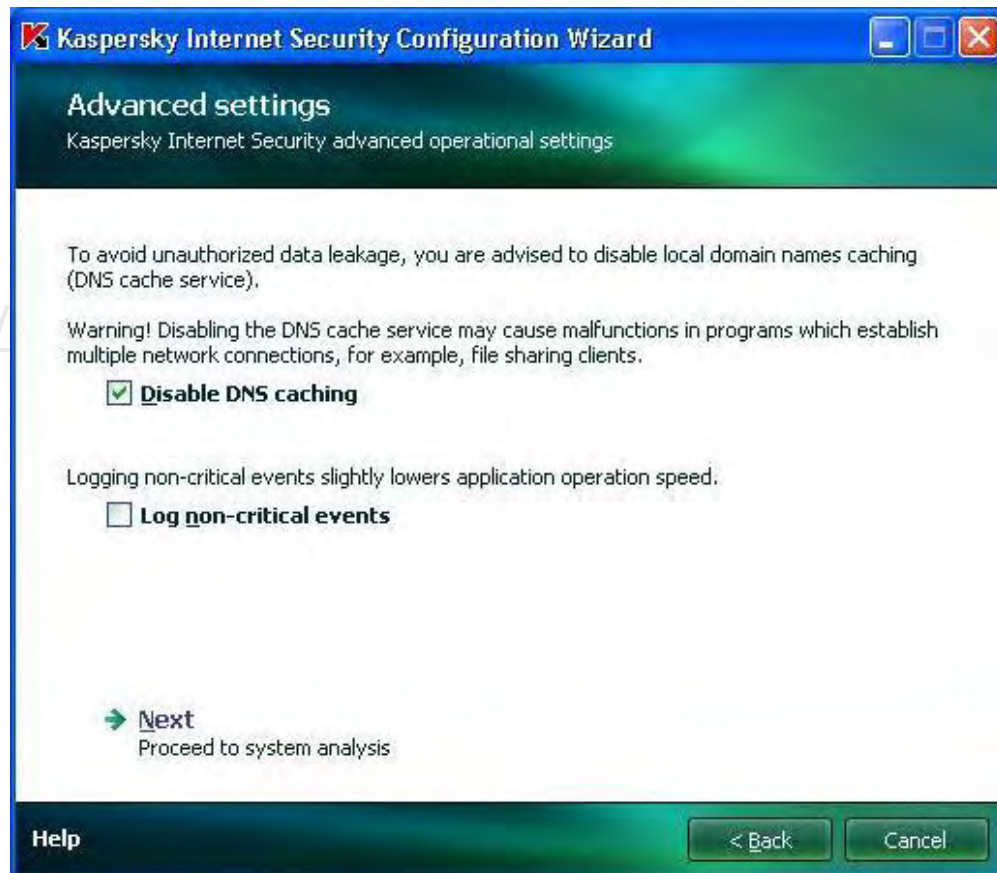 Kaspersky Internet Security Configuration Wizard
Advanced settings
Kaspersky Internet Security advanced operational settings
To avoid unauthorized data leakage, you are advised to disable local domain names caching
(DNS cache service).
Warning! Disabling the DNS cache service may cause malfunctions in programs which establish
multiple network connections, for example, file sharing clients.
Disable DNS caching
Logging non-critical events slightly lowers application operation speed.
Log non-critical events
Next
Proceed to system analysis
Help
< Back
Cancel